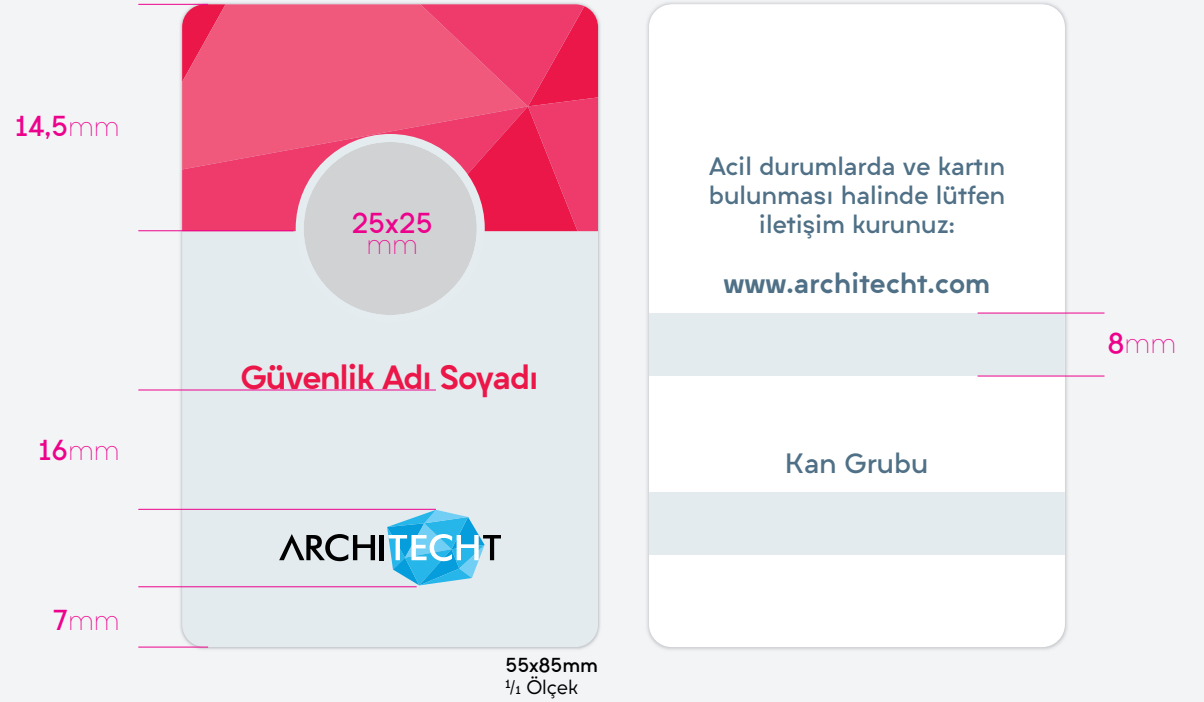 14,5mm
25x25
mm
Güvenlik Adı Soyadı
16mm
ARCHITECHT
7mm
55x85mm
1/1 Ölçek
Acil durumlarda ve kartın
bulunması halinde lütfen
iletişim kurunuz:
www.architecht.com
8mm
Kan Grubu